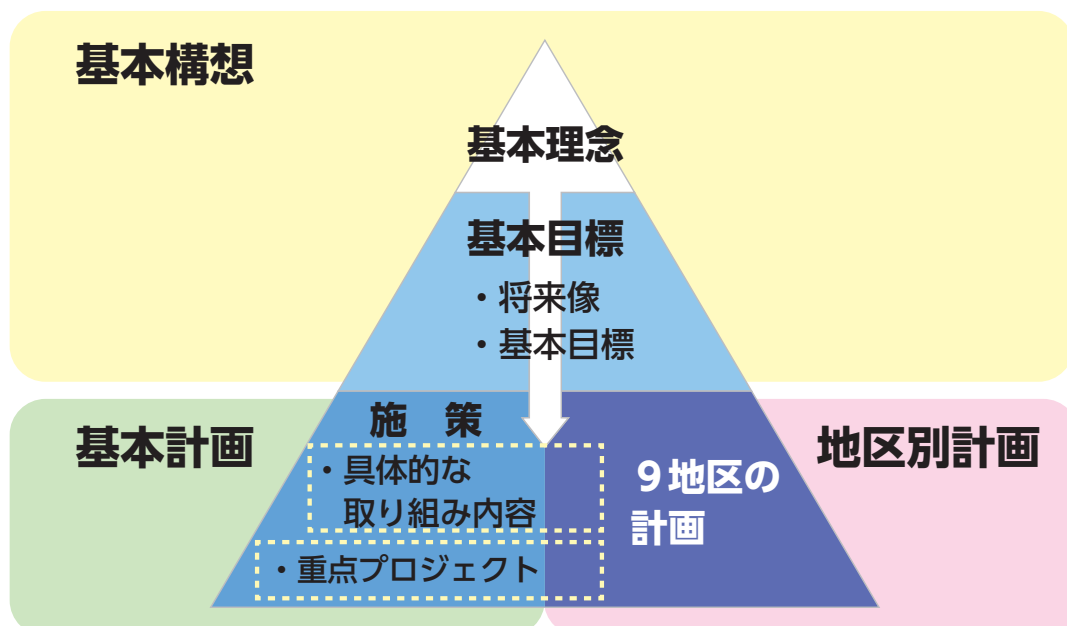 基本構想
基本理念
基本目標
・将来像
・基本目標
基本計画
施　策
・具体的な
取り組み内容
・重点プロジェクト
９地区の
計画
地区別計画